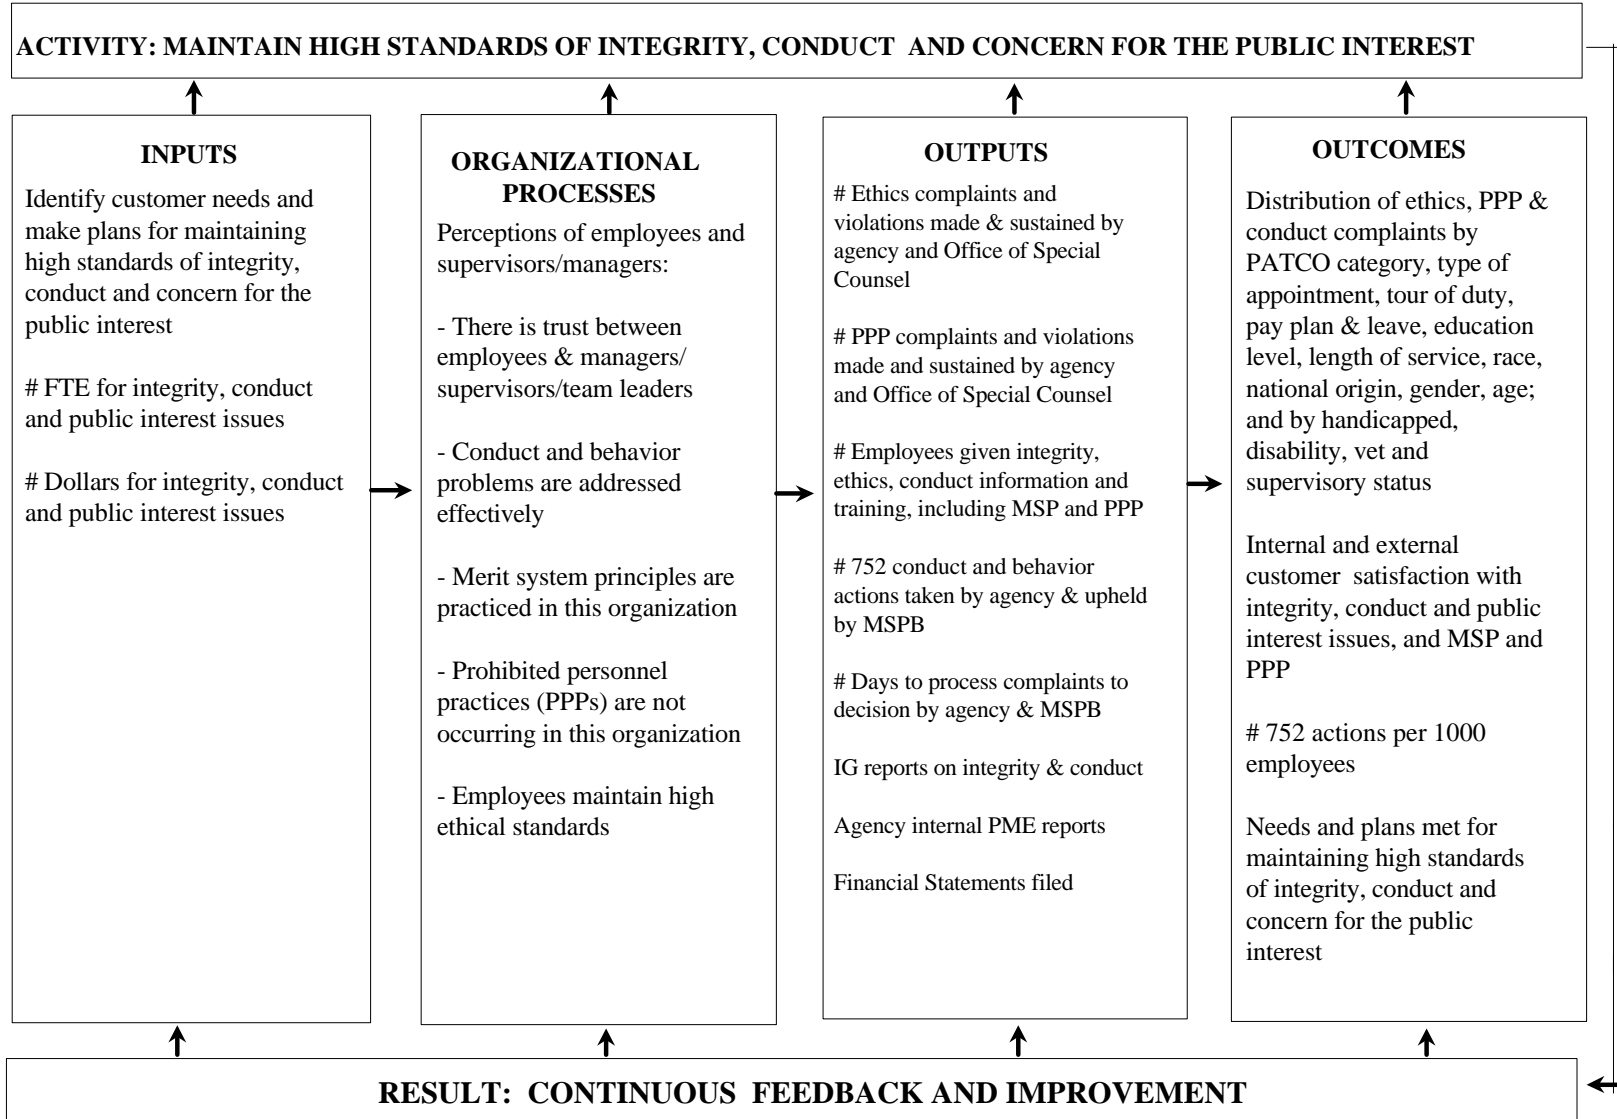 ACTIVITY: MAINTAIN HIGH STANDARDS OF INTEGRITY, CONDUCT AND CONCERN FOR THE PUBLIC INTEREST
INPUTS
Identify customer needs and
make plans for maintaining
high standards of integrity,
conduct and concern for the
public interest
# FTE for integrity, conduct
and public interest issues
# Dollars for integrity, conduct
and public interest issues
ORGANIZATIONAL
PROCESSES
Perceptions of employees and
supervisors/managers:
- There is trust between
employees & managers/
supervisors/team leaders
- Conduct and behavior
problems are addressed
effectively
- Merit system principles are
practiced in this organization
- Prohibited personnel
practices (PPPs) are not
occurring in this organization
- Employees maintain high
ethical standards
OUTPUTS
# Ethics complaints and
violations made & sustained by
agency and Office of Special
Counsel
# PPP complaints and violations
made and sustained by agency
and Office of Special Counsel
# Employees given integrity,
ethics, conduct information and
training, including MSP and PPP
# 752 conduct and behavior
actions taken by agency & upheld
by MSPB
# Days to process complaints to
decision by agency & MSPB
IG reports on integrity & conduct
Agency internal PME reports
Financial Statements filed
OUTCOMES
Distribution of ethics, PPP &
conduct complaints by
PATCO category, type of
appointment, tour of duty,
pay plan & leave, education
level, length of service, race,
national origin, gender, age;
and by handicapped,
disability, vet and
supervisory status
Internal and external
customer satisfaction with
integrity, conduct and public
interest issues, and MSP and
PPP
# 752 actions per 1000
employees
Needs and plans met for
maintaining high standards
of integrity, conduct and
concern for the public
interest
RESULT: CONTINUOUS FEEDBACK AND IMPROVEMENT